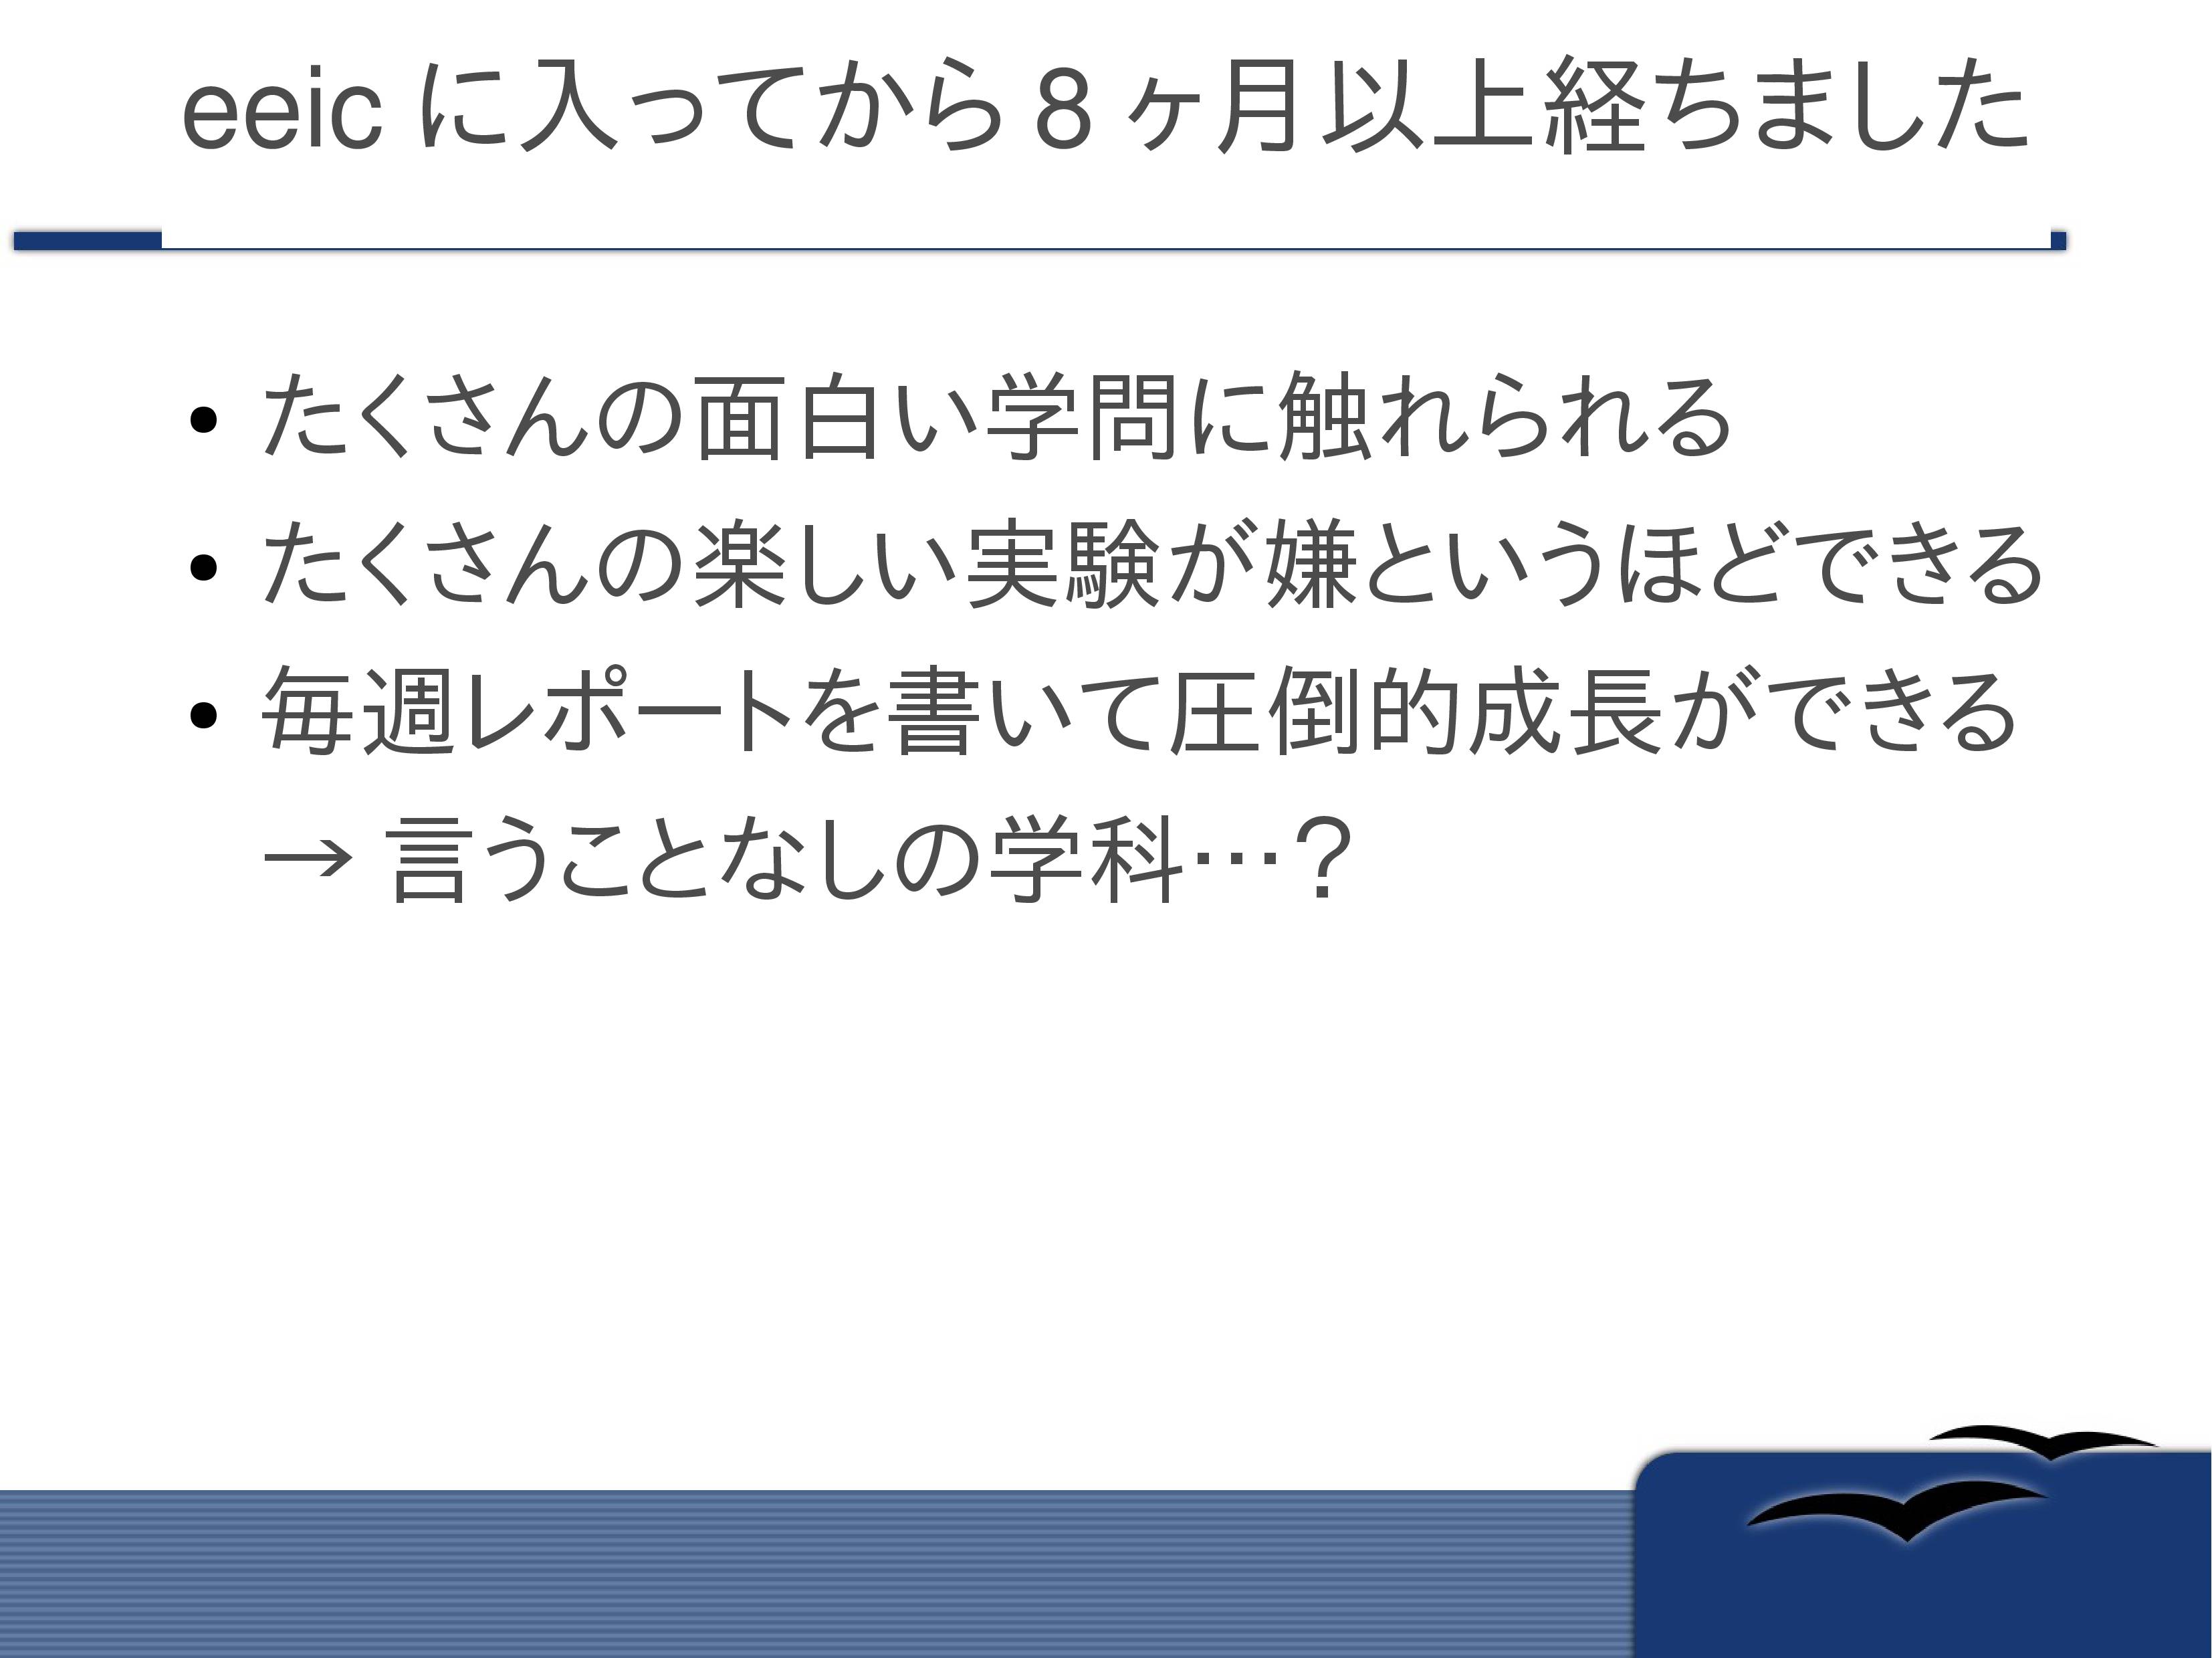 eeic に入ってから 8 ヶ月以上経ちました
• たくさんの面白い学問に触れられる
• たくさんの楽しい実験が嫌というほどできる
• 毎週レポートを書いて圧倒的成長ができる
→ 言うことなしの学科…？